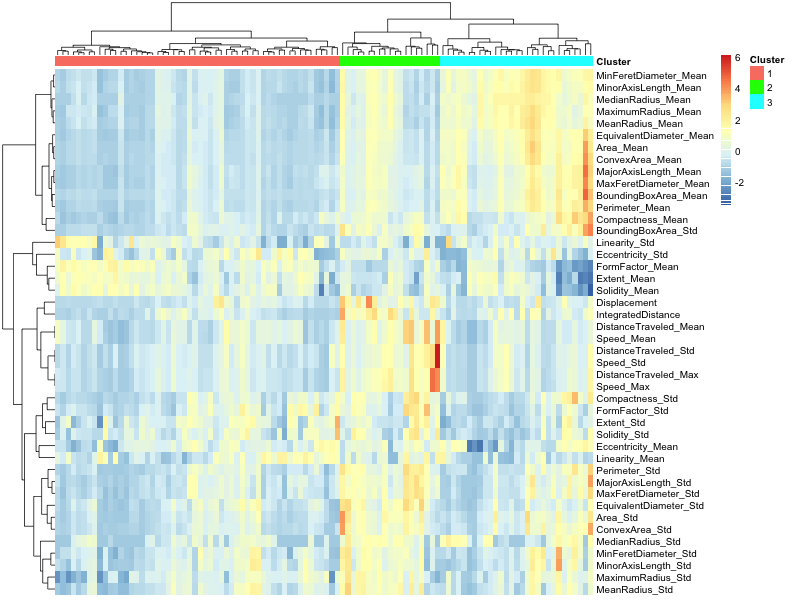 Cluster
MinFeretDiameter_Mean
MinorAxisLength_Mean
MedianRadius_Mean
MaximumRadius_Mean
MeanRadius_Mean
EquivalentDiameter_Mean
Area_Mean
ConvexArea_Mean
MajorAxisLength_Mean
MaxFeretDiameter_Mean
BoundingBoxArea_Mean
Perimeter_Mean
Compactness_Mean
BoundingBoxArea_Std
Linearity_Std
Eccentricity_Std
FormFactor_Mean
Extent_Mean
Solidity_Mean
Displacement
IntegratedDistance
DistanceTraveled_Mean
Speed_Mean
DistanceTraveled_Std
Speed_Std
DistanceTraveled_Max
Speed_Max
Compactness_Std
FormFactor_Std
Extent_Std
Solidity_Std
Eccentricity_Mean
Linearity_Mean
Perimeter_Std
MajorAxisLength_Std
MaxFeretDiameter_Std
EquivalentDiameter_Std
Area_Std
ConvexArea_Std
MedianRadius_Std
MinFeretDiameter_Std
MinorAxisLength_Std
MaximumRadius_Std
MeanRadius_Std
6
4
2
0
-2
Cluster
1
2
3